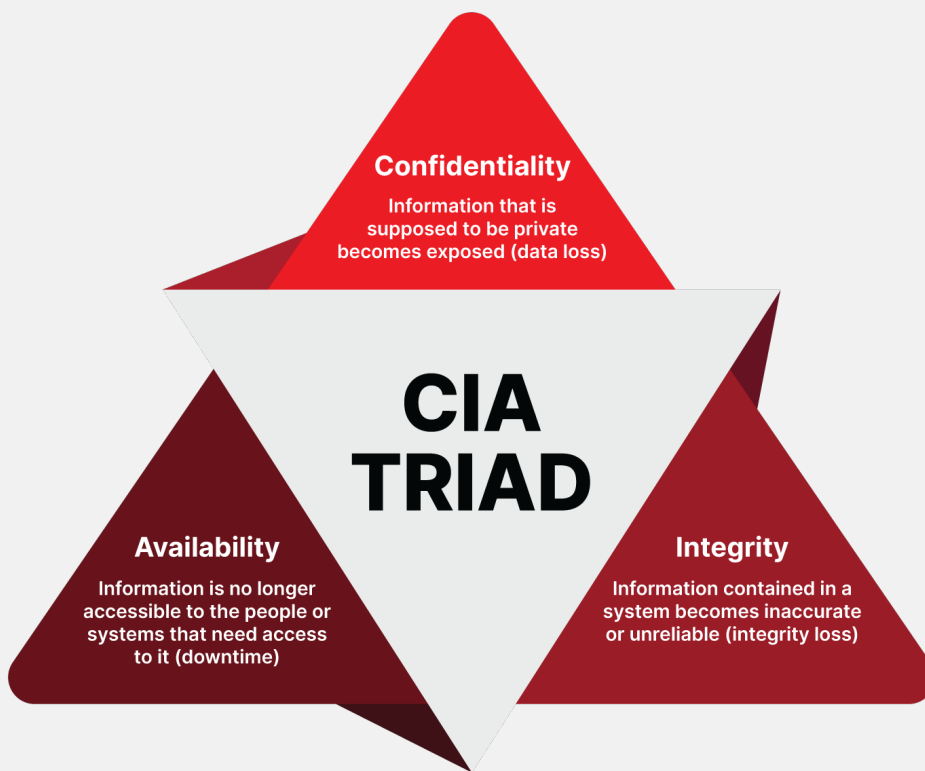 Confidentiality
Information that is
supposed to be private
becomes exposed (data loss)
CIA
TRIAD
Availability
Information is no longer
accessible to the people or
systems that need access
to it (downtime)
Integrity
Information contained in a
system becomes inaccurate
or unreliable (integrity loss)